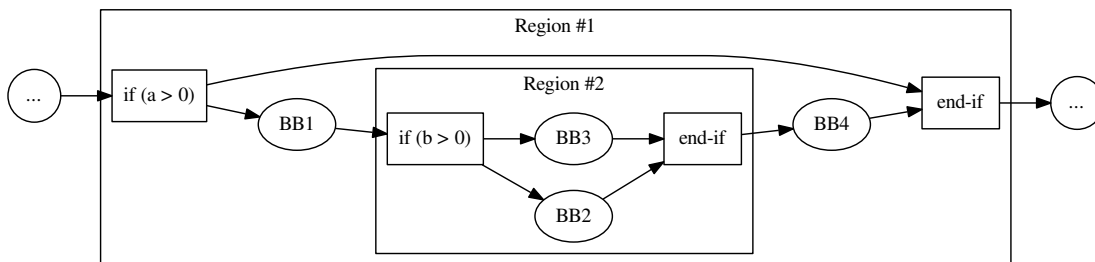 Region #1
...
if (a > 0)
BB1
Region #2
if (b > 0)
BB3
BB2
end-if
BB4
end-if
...